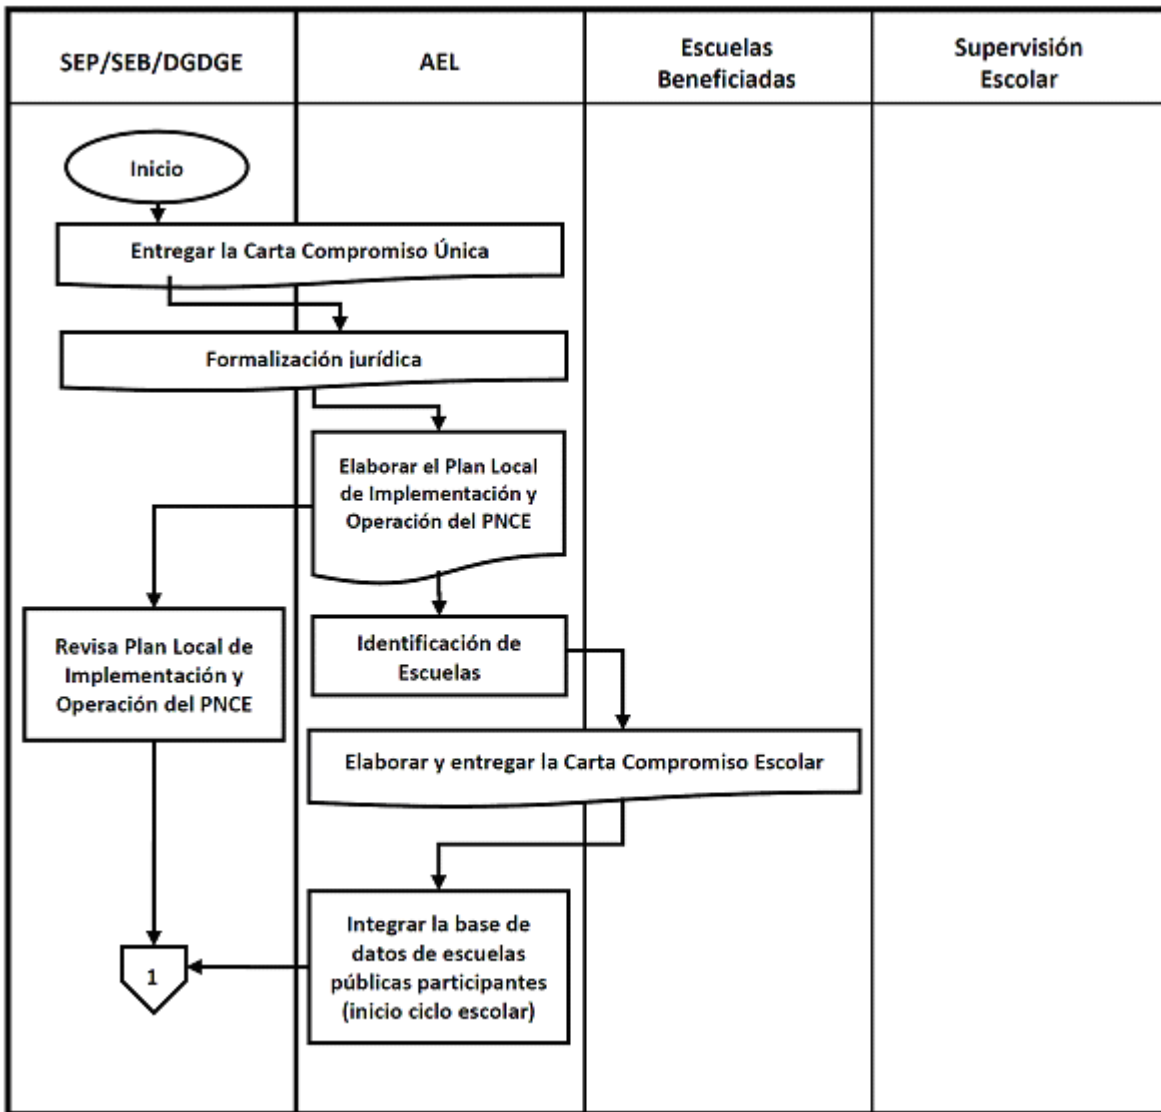 SEP/SEB/DGDGE
AEL
Escuelas
Beneficiadas
Supervisión
Escolar
Inicio
Entregar la Carta Compromiso Única
Formalización jurídica
Elaborar el Plan Local
de Implementación y
Operación del PNCE
Revisa Plan Local de
Implementación y
Operación del PNCE
Identificación de
Escuelas
Elaborar y entregar la Carta Compromiso Escolar
Integrar la base de
datos de escuelas
públicas participantes
(inicio ciclo escolar)
1